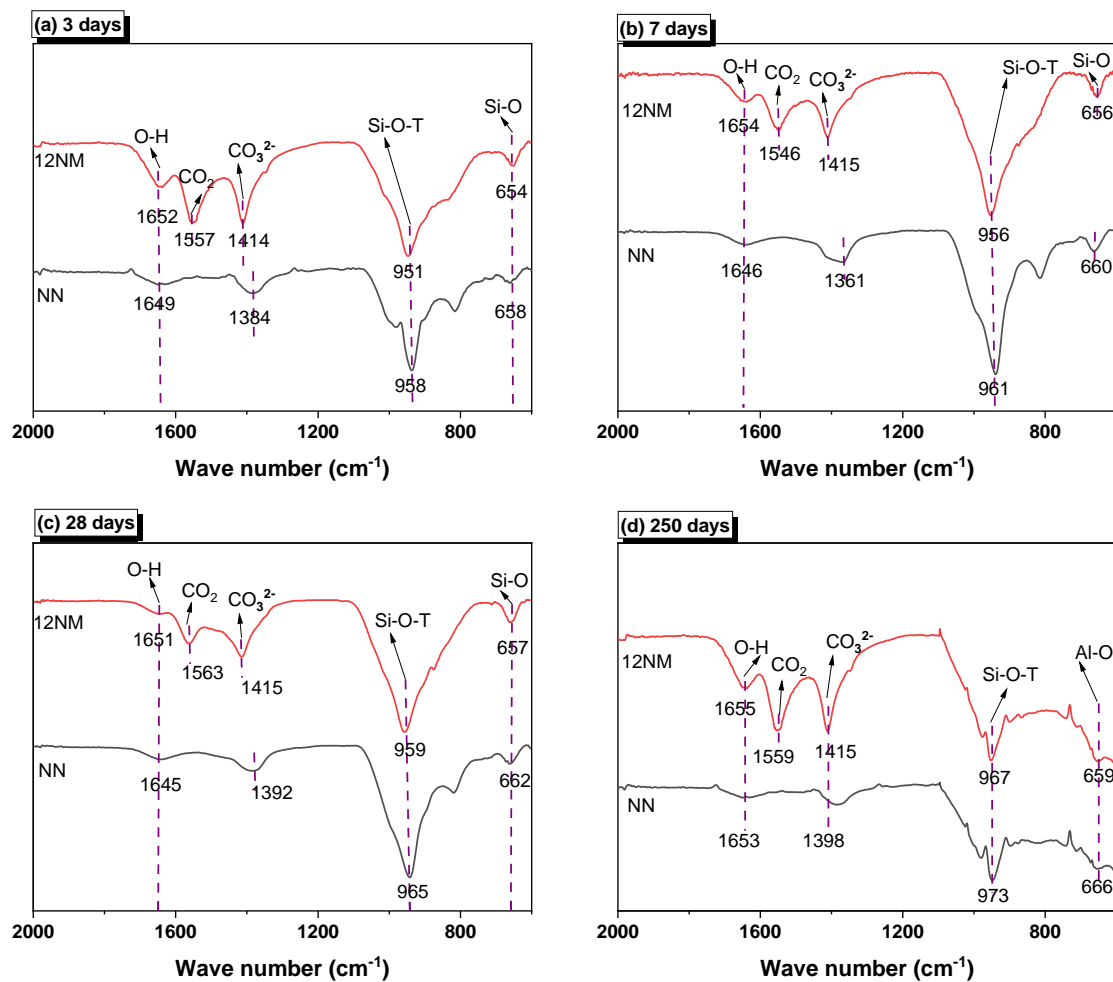 (a) 3 days
O-H
CO₂
CO₃²⁻
Si-O-T
Si-O
12NM
1652
1557
1414
951
654
NN
1649
1384
958
658
2000
1600
1200
800
Wave number (cm⁻¹)
(b) 7 days
O-H
CO₂
CO₃²⁻
Si-O-T
Si-O
12NM
1654
1546
1415
956
656
NN
1646
1361
961
660
2000
1600
1200
800
Wave number (cm⁻¹)
(c) 28 days
O-H
CO₂
CO₃²⁻
Si-O-T
Si-O
12NM
1651
1563
1415
959
657
NN
1645
1392
965
662
2000
1600
1200
800
Wave number (cm⁻¹)
(d) 250 days
O-H
CO₂
CO₃²⁻
Si-O-T
Al-O
12NM
1655
1559
1415
967
659
NN
1653
1398
973
666
2000
1600
1200
800
Wave number (cm⁻¹)